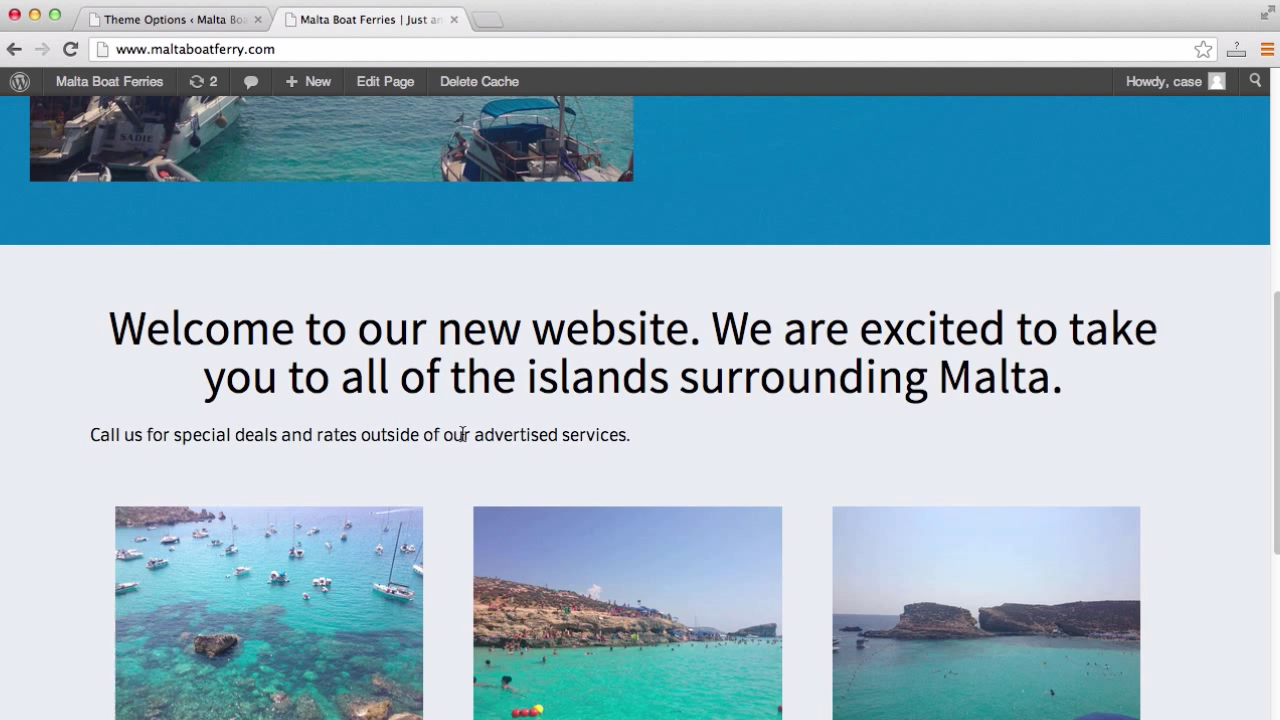 Theme Options ‹ Malta Boa
Malta Boat Ferries | Just an
www.maltaboatferry.com
?
Malta Boat Ferries
2
+ New
Edit Page
Delete Cache
Howdy, case
SADIE
Welcome to our new website. We are excited to take
you to all of the islands surrounding Malta.
Call us for special deals and rates outside of our advertised services.